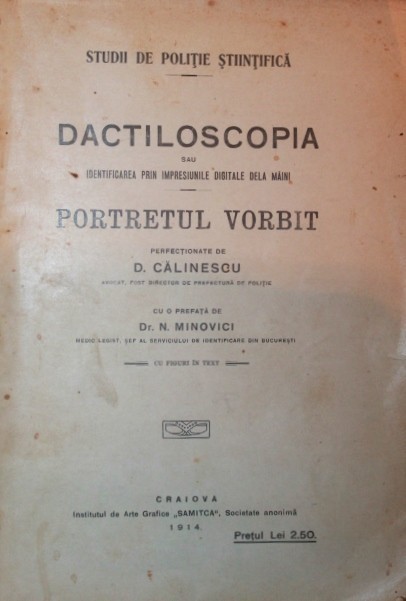 STUDII DE POLIȚIE ȘTIINȚIFICĂ
DACTILOSCOPIA
SAU
IDENTIFICAREA PRIN IMPRESIUNILE DIGITALE DELA MÂINI
PORTRETUL VORBIT
PERFECȚIONATE DE
D. CĂLINESCU
ADVOCAT, FOST DIRECTOR DE PREFECTURĂ DE POLIȚIE
CU O PREFAȚĂ DE
Dr. N. MINOVICI
MEDIC LEGIST, ȘEF AL SERVICIULUI DE IDENTIFICARE DIN BUCUREȘTI
CU FIGURI ÎN TEXT
CRAIOVA
Institutul de Arte Grafice „SAMITCA“, Societate anonimă
1914
Prețul Lei 2.50.